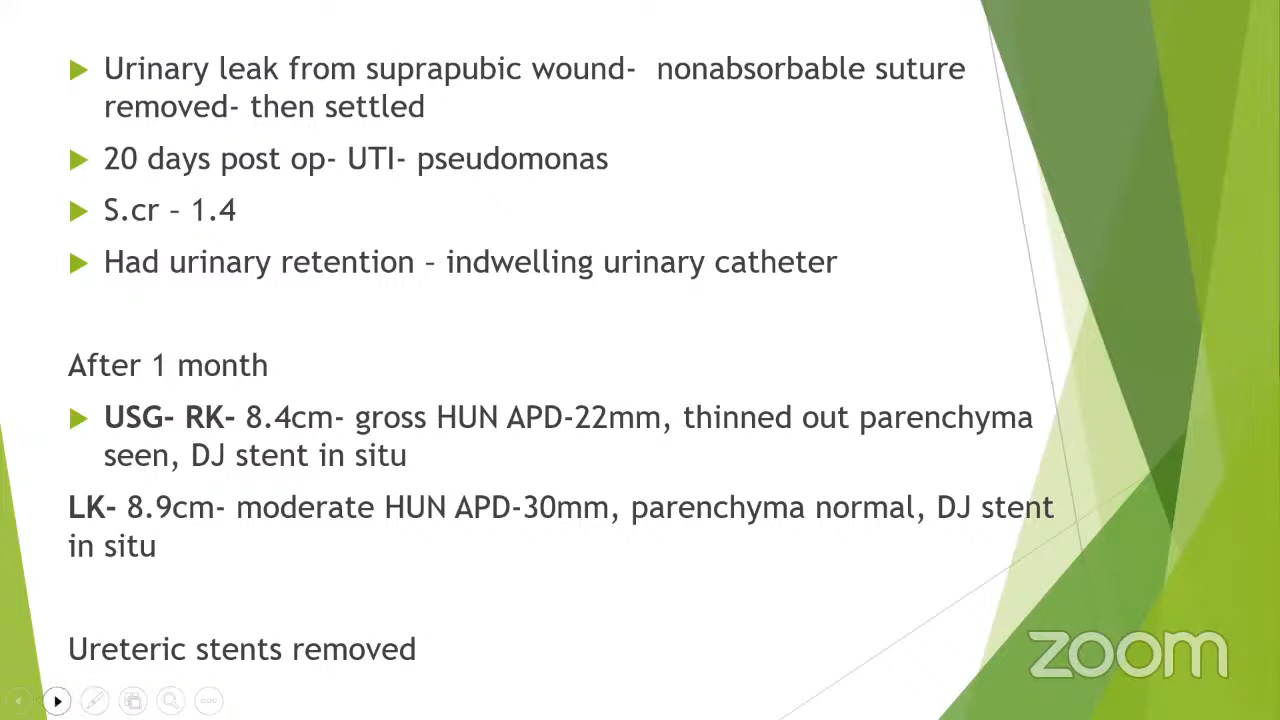 Urinary leak from suprapubic wound-  nonabsorbable suture
removed- then settled
20 days post op- UTI- pseudomonas
S.cr – 1.4
Had urinary retention – indwelling urinary catheter
After 1 month
USG- RK- 8.4cm- gross HUN APD-22mm, thinned out parenchyma
seen, DJ stent in situ
LK- 8.9cm- moderate HUN APD-30mm, parenchyma normal, DJ stent
in situ
Ureteric stents removed
zoom